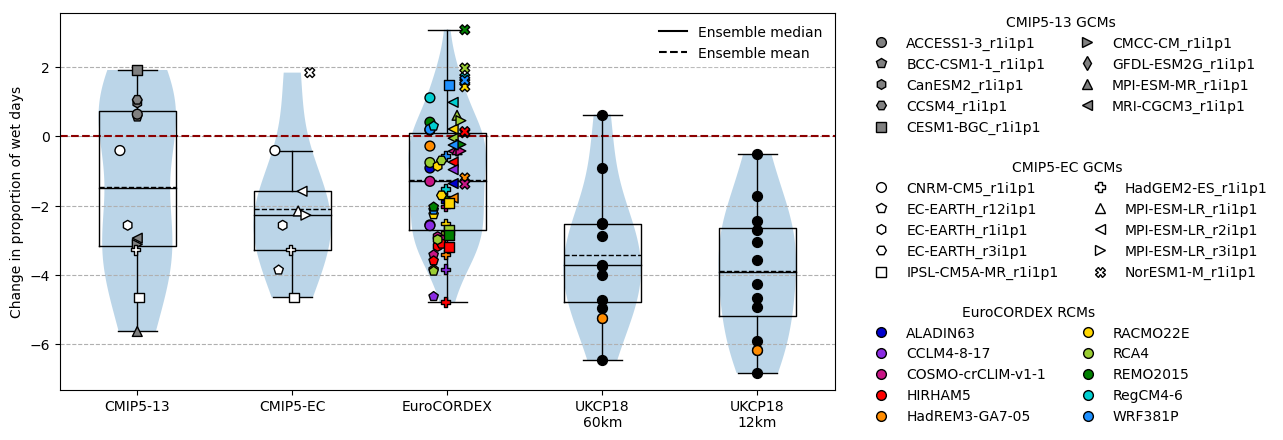 Change in proportion of wet days
2
0
−2
−4
−6
Ensemble median
Ensemble mean
CMIP5-13
CMIP5-EC
EuroCORDEX
UKCP18
60km
UKCP18
12km
CMIP5-13 GCMs
ACCESS1-3_r1i1p1
BCC-CSM1-1_r1i1p1
CanESM2_r1i1p1
CCSM4_r1i1p1
CESM1-BGC_r1i1p1
CMCC-CM_r1i1p1
GFDL-ESM2G_r1i1p1
MPI-ESM-MR_r1i1p1
MRI-CGCM3_r1i1p1
CMIP5-EC GCMs
CNRM-CM5_r1i1p1
EC-EARTH_r12i1p1
EC-EARTH_r1i1p1
EC-EARTH_r3i1p1
IPSL-CM5A-MR_r1i1p1
HadGEM2-ES_r1i1p1
MPI-ESM-LR_r1i1p1
MPI-ESM-LR_r2i1p1
MPI-ESM-LR_r3i1p1
NorESM1-M_r1i1p1
EuroCORDEX RCMs
ALADIN63
CCLM4-8-17
COSMO-crCLIM-v1-1
HIRHAM5
HadREM3-GA7-05
RACMO22E
RCA4
REMO2015
RegCM4-6
WRF381P